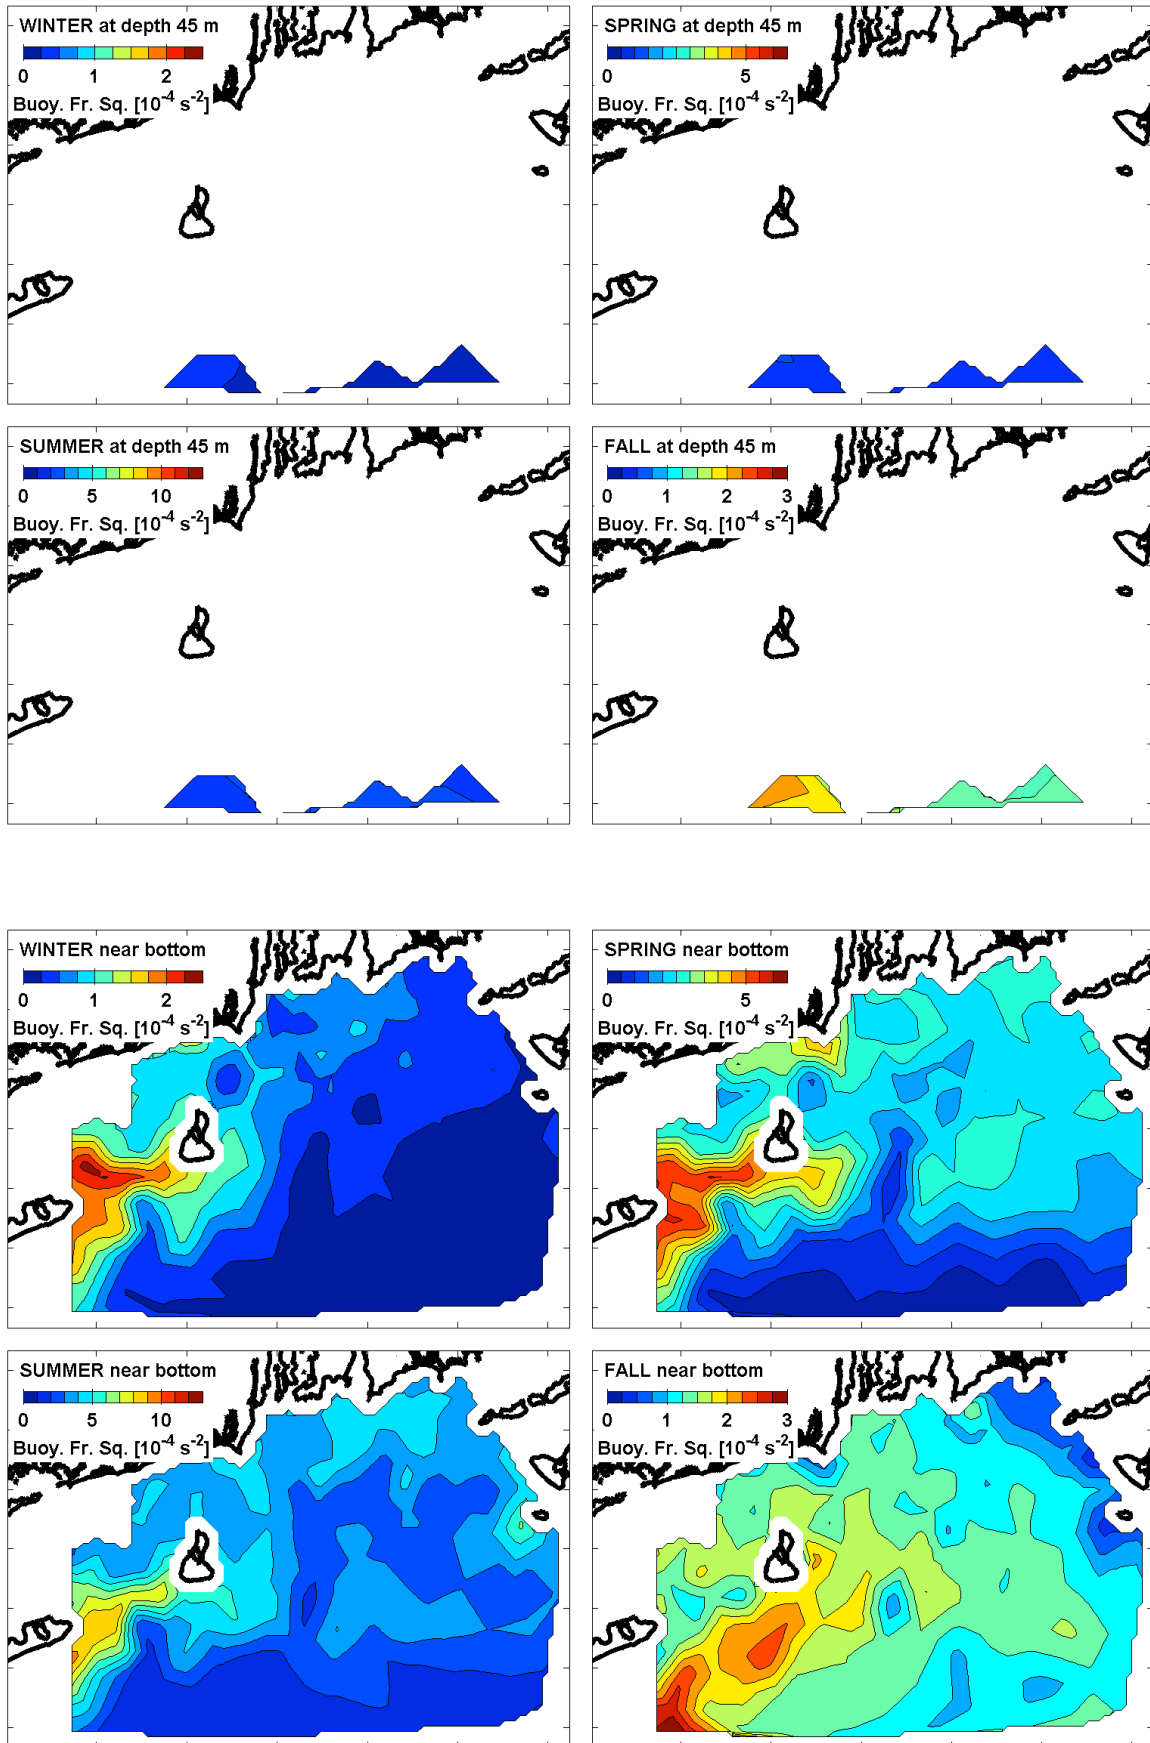 WINTER at depth 45 m
0 1 2
Buoy. Fr. Sq. [10⁻⁴ s⁻²]
SPRING at depth 45 m
0 5
Buoy. Fr. Sq. [10⁻⁴ s⁻²]
SUMMER at depth 45 m
0 5 10
Buoy. Fr. Sq. [10⁻⁴ s⁻²]
FALL at depth 45 m
0 1 2 3
Buoy. Fr. Sq. [10⁻⁴ s⁻²]
WINTER near bottom
0 1 2
Buoy. Fr. Sq. [10⁻⁴ s⁻²]
SPRING near bottom
0 5
Buoy. Fr. Sq. [10⁻⁴ s⁻²]
SUMMER near bottom
0 5 10
Buoy. Fr. Sq. [10⁻⁴ s⁻²]
FALL near bottom
0 1 2 3
Buoy. Fr. Sq. [10⁻⁴ s⁻²]